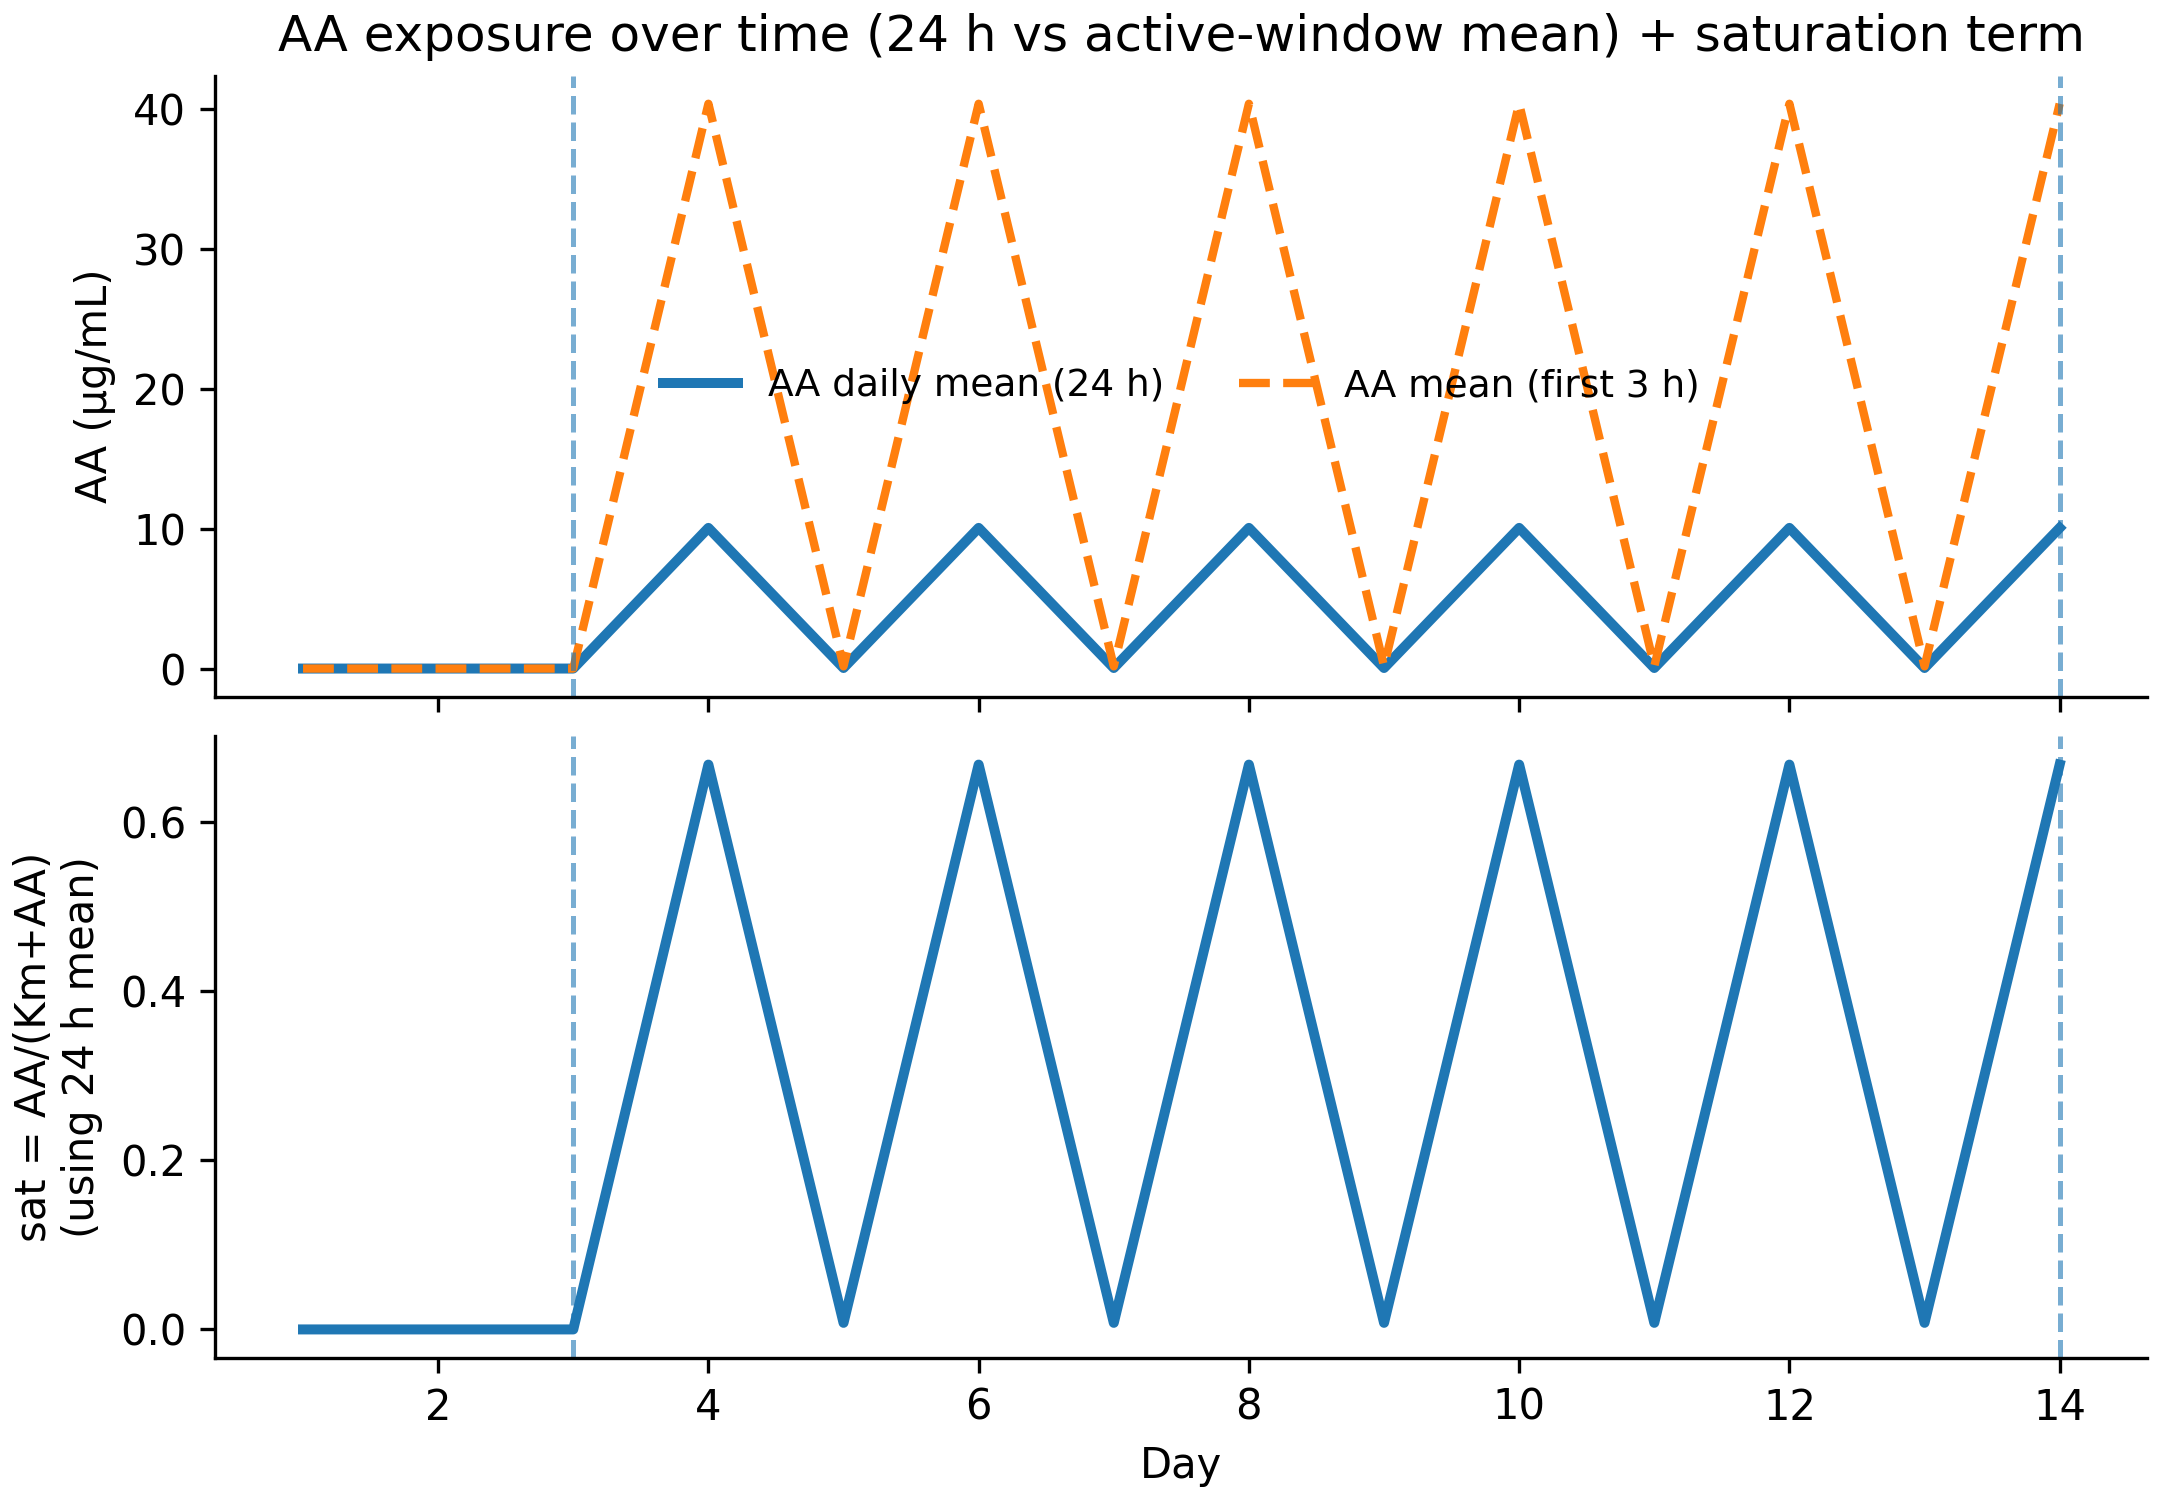 AA exposure over time (24 h vs active-window mean) + saturation term
AA (µg/mL)
40
30
20
10
0
AA daily mean (24 h)
AA mean (first 3 h)
sat = AA/(Km+AA)
(using 24 h mean)
0.6
0.4
0.2
0.0
2
4
6
8
10
12
14
Day